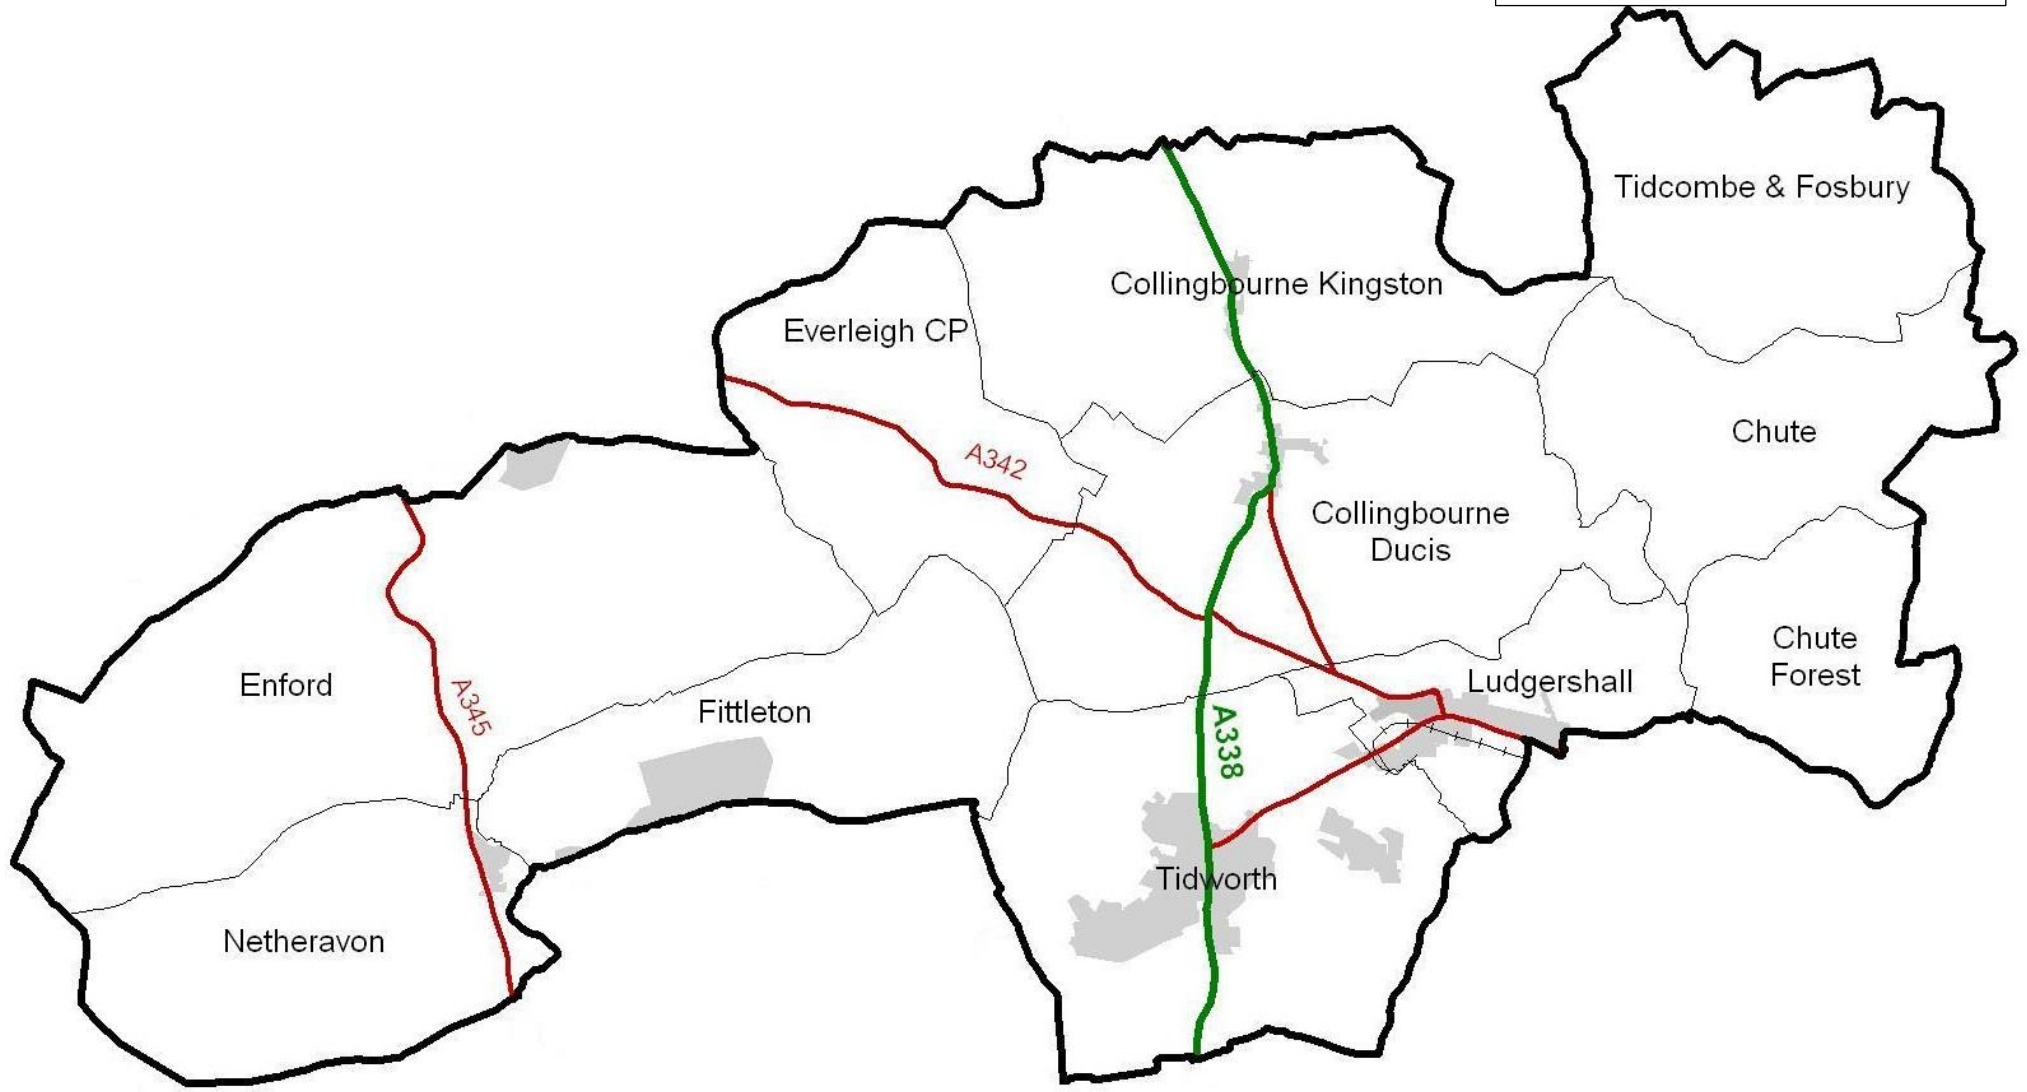 Tidcombe & Fosbury
Collingbourne Kingston
Everleigh CP
Chute
A342
Collingbourne
Ducis
Chute
Forest
Enford
A345
Fittleton
Ludgershall
A338
Tidworth
Netheravon